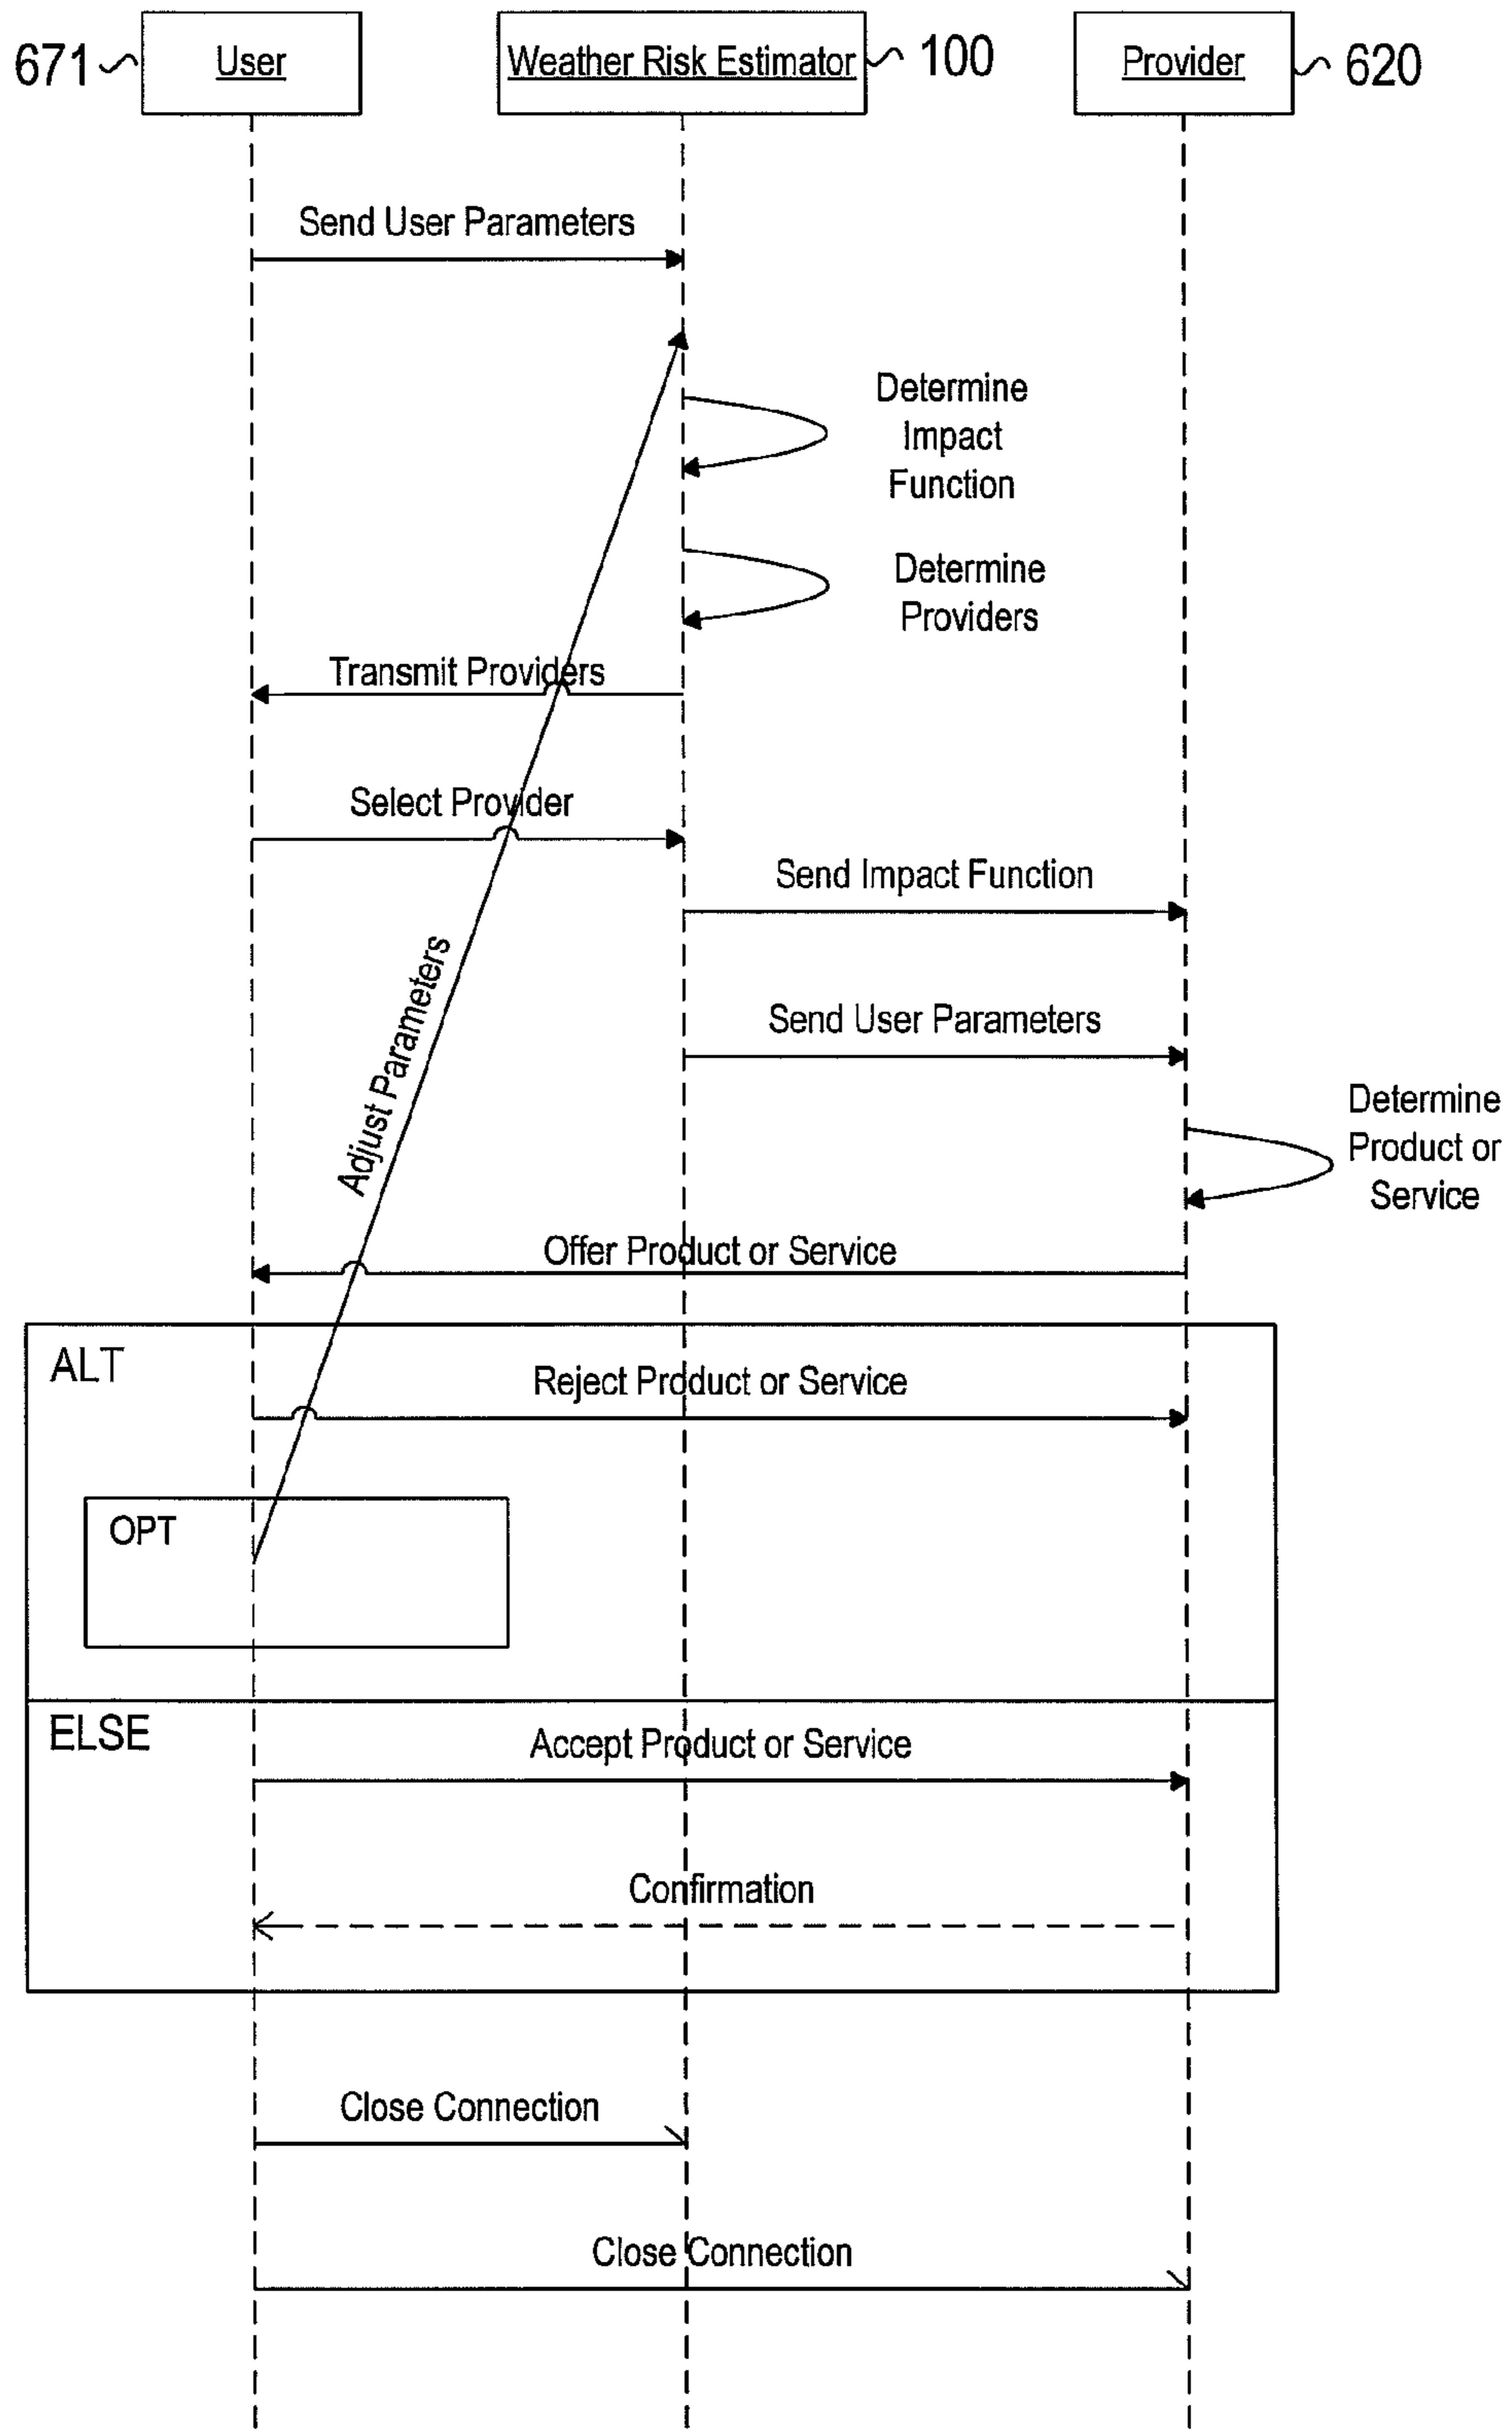 671
User
Weather Risk Estimator
100
Provider
620
Send User Parameters
Determine
Impact
Function
Determine
Providers
Transmit Providers
Select Provider
Send Impact Function
Adjust Parameters
Send User Parameters
Determine
Product or
Service
Offer Product or Service
ALT
Reject Product or Service
OPT
ELSE
Accept Product or Service
Confirmation
Close Connection
Close Connection